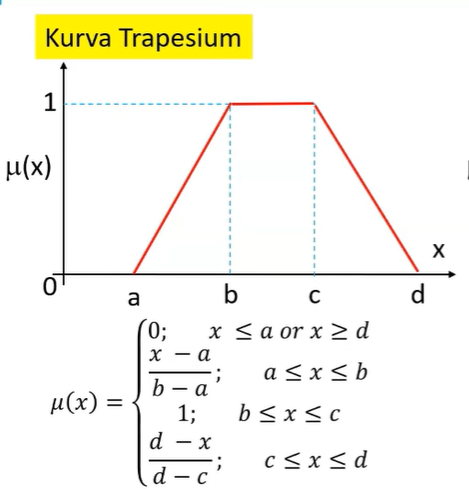 Kurva Trapesium
1
μ(x)
x
0
a b c d
0; x ≤ a or x ≥ d
x − a
b − a ; a ≤ x ≤ b
μ(x) =
1; b ≤ x ≤ c
d − x
d − c ; c ≤ x ≤ d